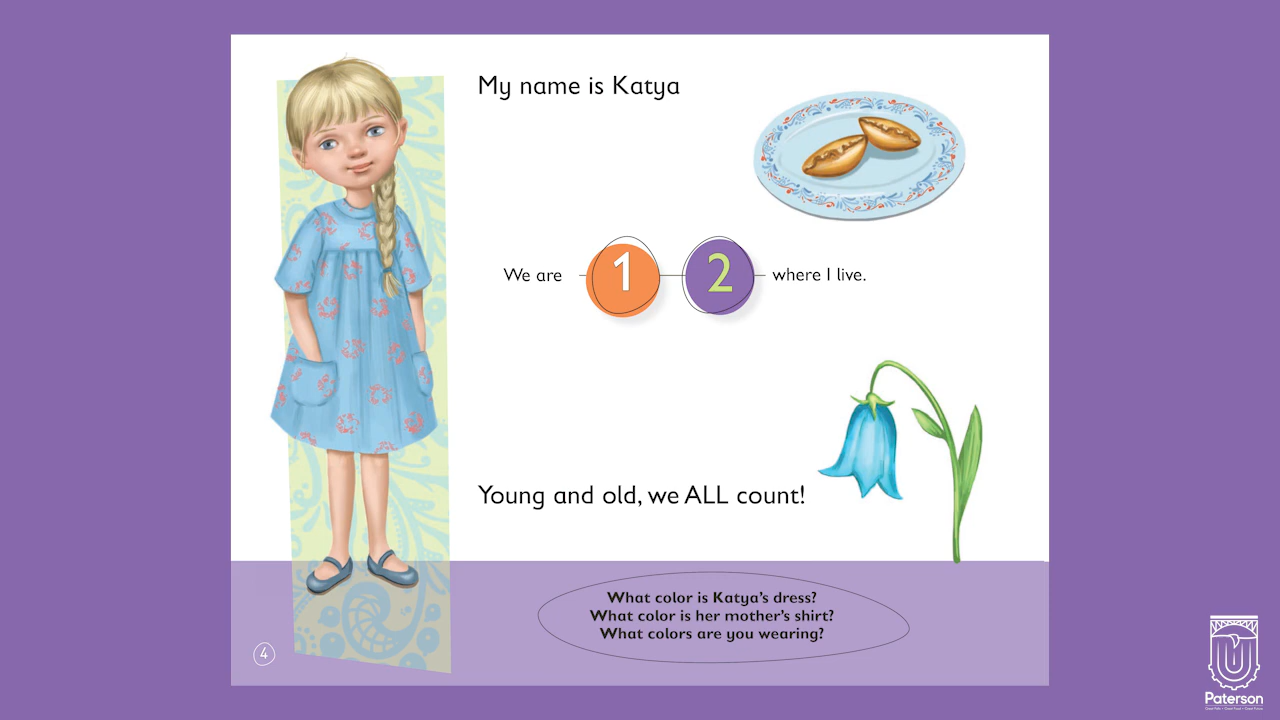 My name is Katya
We are 1 2 where I live.
Young and old, we ALL count!
What color is Katya's dress?
What color is her mother's shirt?
What colors are you wearing?
4
Paterson